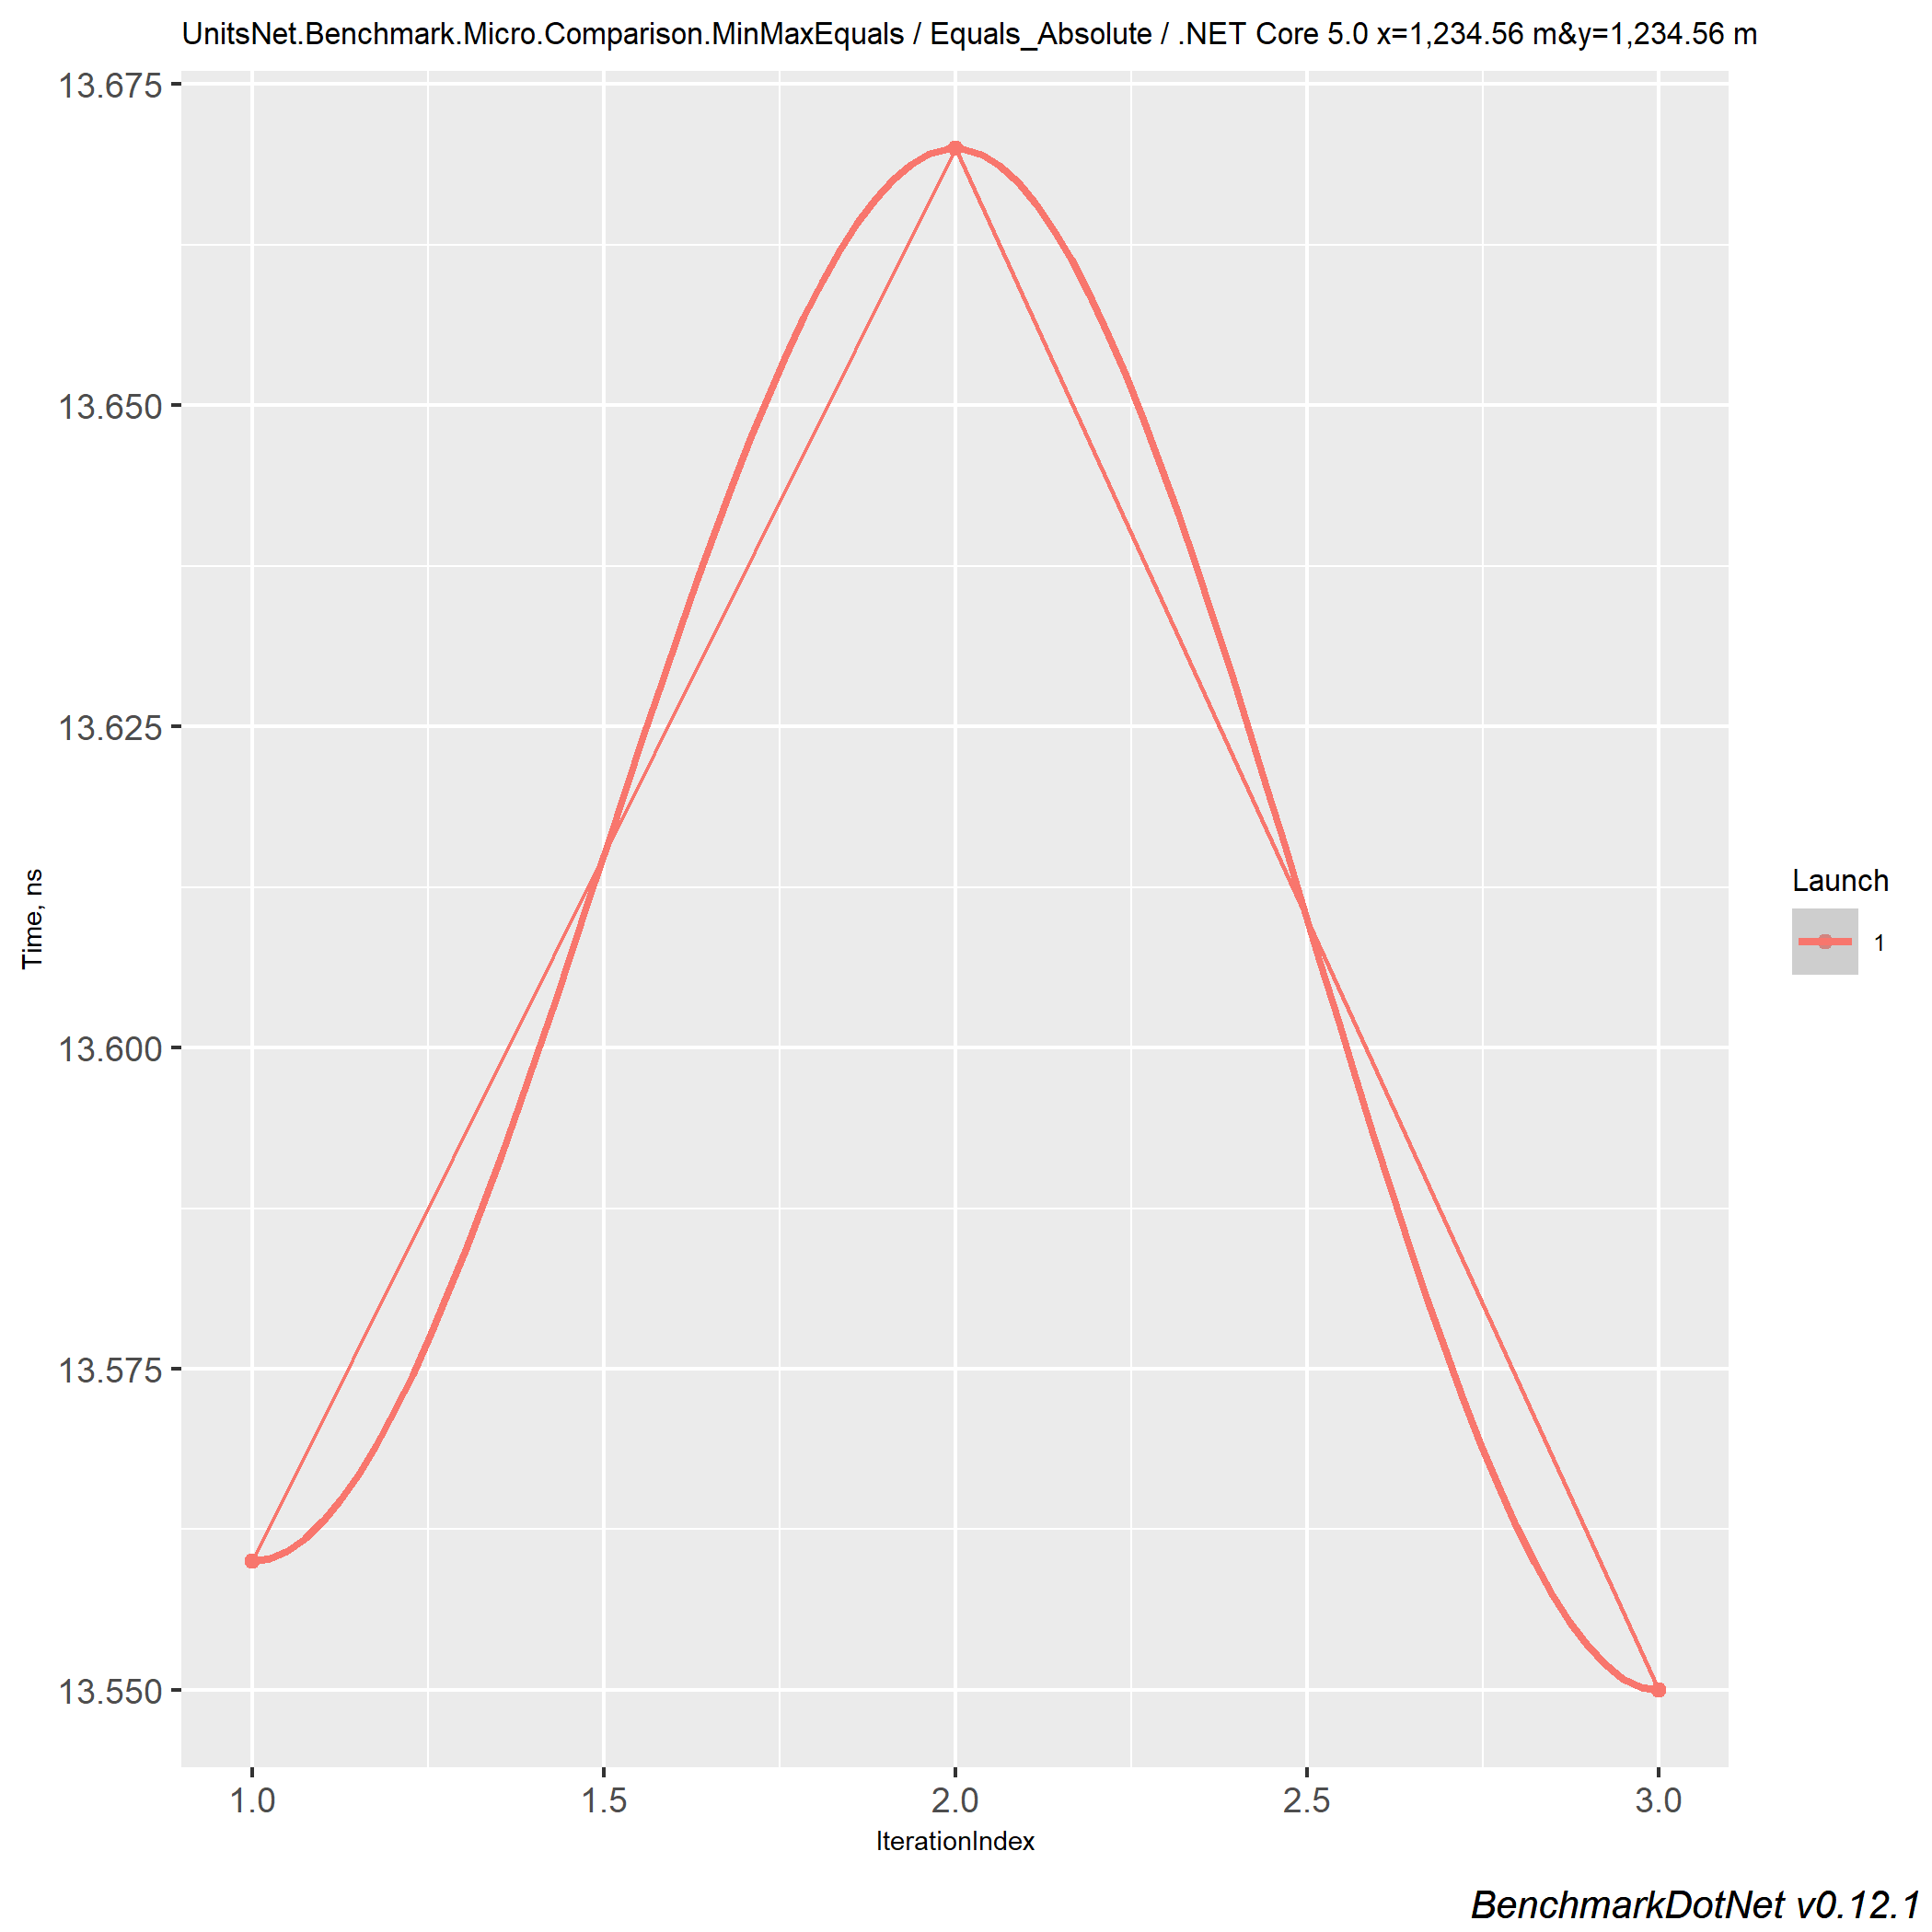 UnitsNet.Benchmark.Micro.Comparison.MinMaxEquals / Equals_Absolute / .NET Core 5.0 x=1,234.56 m&y=1,234.56 m
13.675
13.650
13.625
13.600
13.575
13.550
Time, ns
1.0 1.5 2.0 2.5 3.0
IterationIndex
Launch
1
BenchmarkDotNet v0.12.1